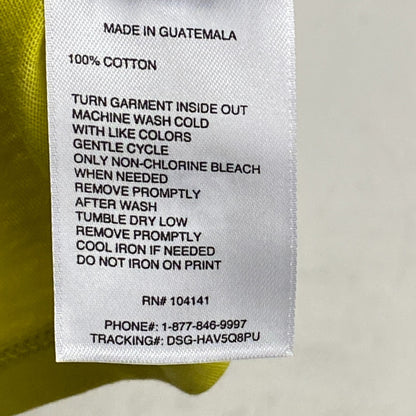 MADE IN GUATEMALA
100% COTTON
TURN GARMENT INSIDE OUT
MACHINE WASH COLD
WITH LIKE COLORS
GENTLE CYCLE
ONLY NON-CHLORINE BLEACH
WHEN NEEDED
REMOVE PROMPTLY
AFTER WASH
TUMBLE DRY LOW
REMOVE PROMPTLY
COOL IRON IF NEEDED
DO NOT IRON ON PRINT
RN# 104141
PHONE#: 1-877-846-9997
TRACKING#: DSG-HAV5Q8PU